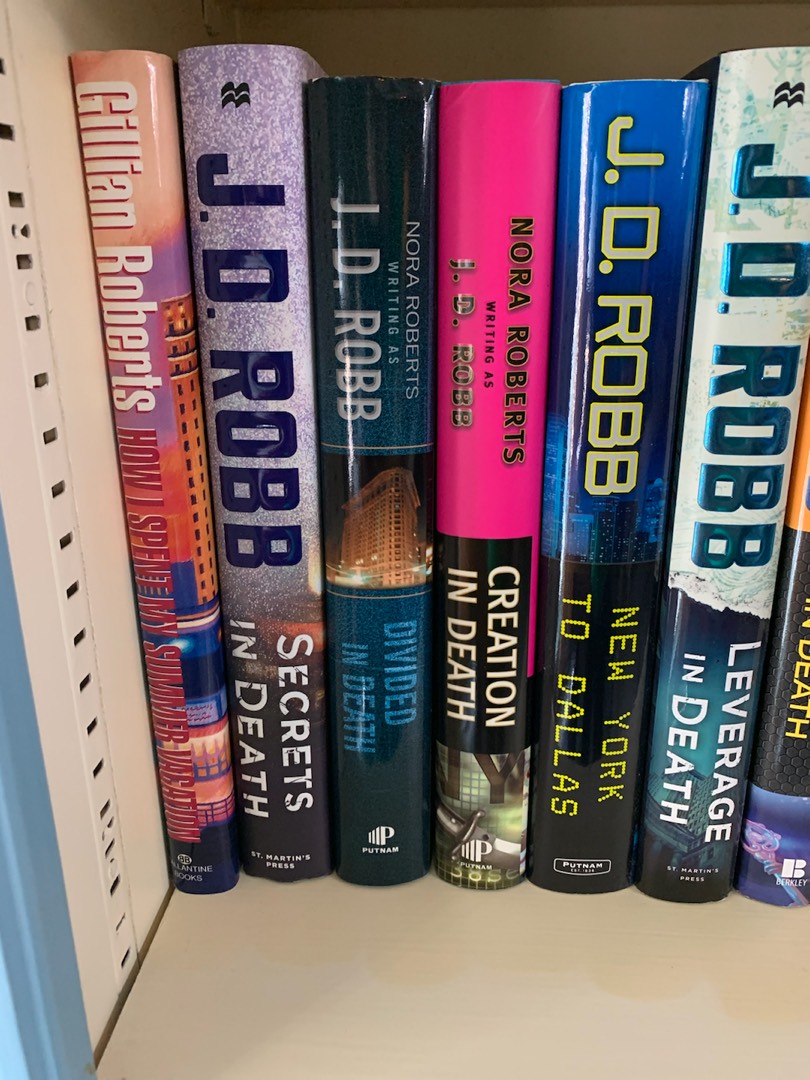 Gillian Roberts
HOW I SPENT MY SUMMER VACATION
BB
BALLANTINE
BOOKS
J.D. ROBB
SECRETS
IN DEATH
ST. MARTIN'S
PRESS
NORA ROBERTS
WRITING AS
J. D. ROBB
DIVIDED
IN DEATH
PUTNAM
NORA ROBERTS
WRITING AS
J. D. ROBB
CREATION
IN DEATH
PUTNAM
J.D. ROBB
NEW YORK
TO DALLAS
PUTNAM
J.D. ROBB
LEVERAGE
IN DEATH
ST. MARTIN'S
PRESS
IN DEATH
B
BERKLEY